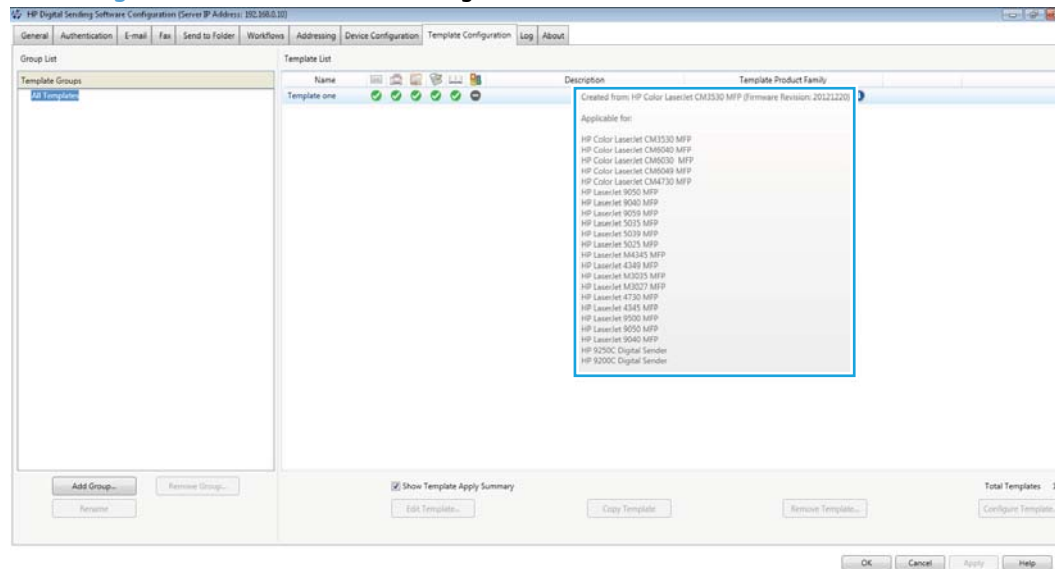 HP Digital Sending Software Configuration (Server IP Address: 192.168.0.10)
General Authentication E-mail Fax Send to Folder Workflows Addressing Device Configuration Template Configuration Log About
Group List
Template List
Template Groups
Name Description Template Product Family
All Templates
Template one
Created from: HP Color LaserJet CM3530 MFP (Firmware Revision: 20121220)
Applicable for:
HP Color LaserJet CM3530 MFP
HP Color LaserJet CM6040 MFP
HP Color LaserJet CM6030 MFP
HP Color LaserJet CM6049 MFP
HP Color LaserJet CM4730 MFP
HP LaserJet 9050 MFP
HP LaserJet 9040 MFP
HP LaserJet 9059 MFP
HP LaserJet 5035 MFP
HP LaserJet 5039 MFP
HP LaserJet 5025 MFP
HP LaserJet M4345 MFP
HP LaserJet 4349 MFP
HP LaserJet M3035 MFP
HP LaserJet M3027 MFP
HP LaserJet 4730 MFP
HP LaserJet 4345 MFP
HP LaserJet 9500 MFP
HP LaserJet 9050 MFP
HP LaserJet 9040 MFP
HP 9250C Digital Sender
HP 9200C Digital Sender
Add Group... Remove Group...
Show Template Apply Summary
Total Templates
Rename
Edit Template...
Copy Template
Remove Template...
Configure Template
OK Cancel Apply Help